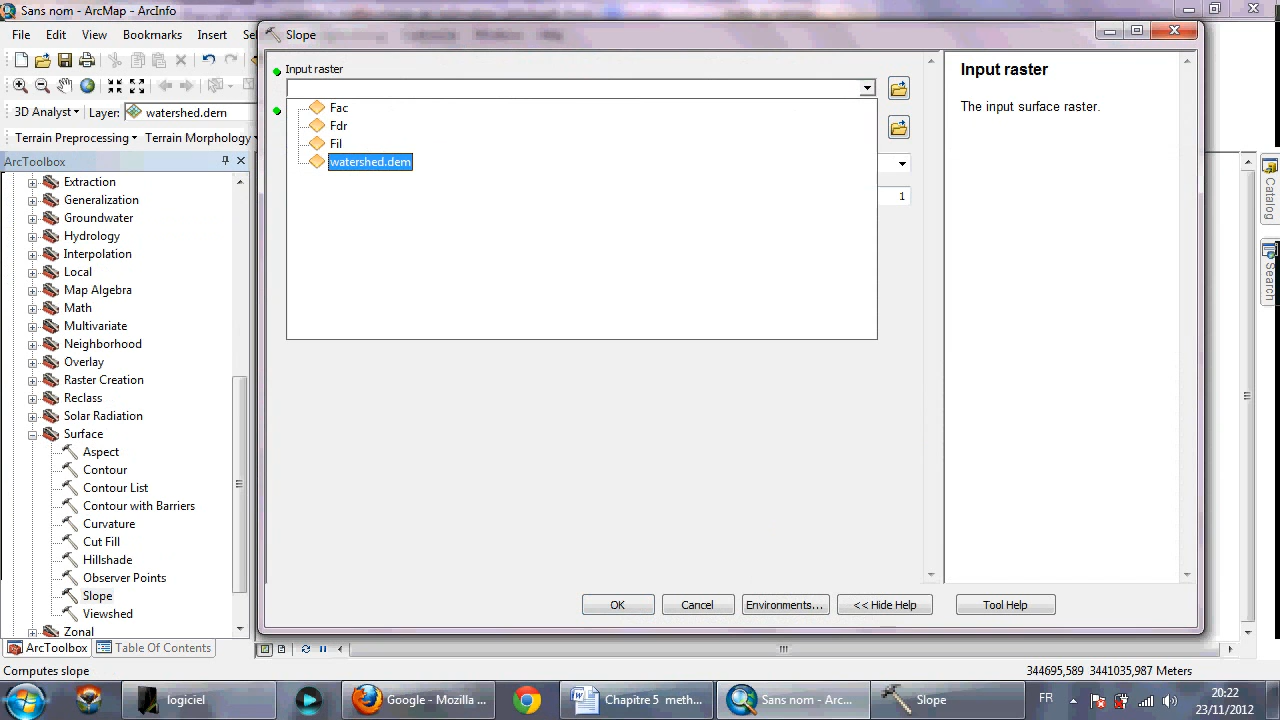 Sans nom - ArcMap - ArcInfo
File Edit View Bookmarks Insert
3D Analyst Layer: watershed.dem
Terrain Preprocessing Terrain Morphology
ArcToolbox
Extraction
Generalization
Groundwater
Hydrology
Interpolation
Local
Map Algebra
Math
Multivariate
Neighborhood
Overlay
Raster Creation
Reclass
Solar Radiation
Surface
Aspect
Contour
Contour List
Contour with Barriers
Curvature
Cut Fill
Hillshade
Observer Points
Slope
Viewshed
Zonal
ArcToolbox Table Of Contents
Slope
Input raster
Fac
Fdr
Fil
watershed.dem
1
OK Cancel Environments... << Hide Help Tool Help
Input raster
The input surface raster.
Catalog
Search
Computes slope
344695,589 3441035,987 Meters
logiciel
Google - Mozilla ...
Chapitre 5 meth...
Sans nom - Arc...
Slope
FR
20:22
23/11/2012